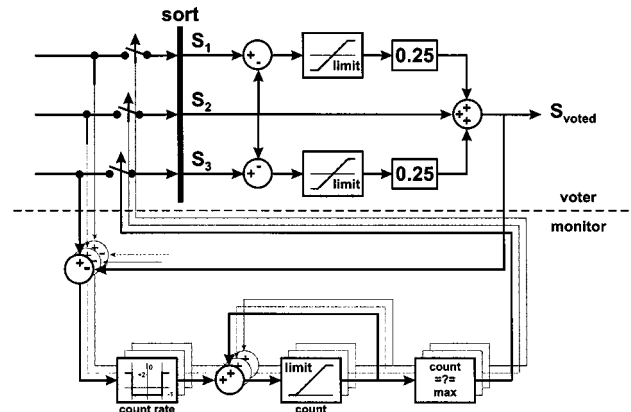 sort
S1
+ -
limit
0.25
S2
+ + +
Svoted
S3
+ -
limit
0.25
voter
monitor
+ -
+2 0 -1
+ +
limit
count
=?=
max
count rate
count